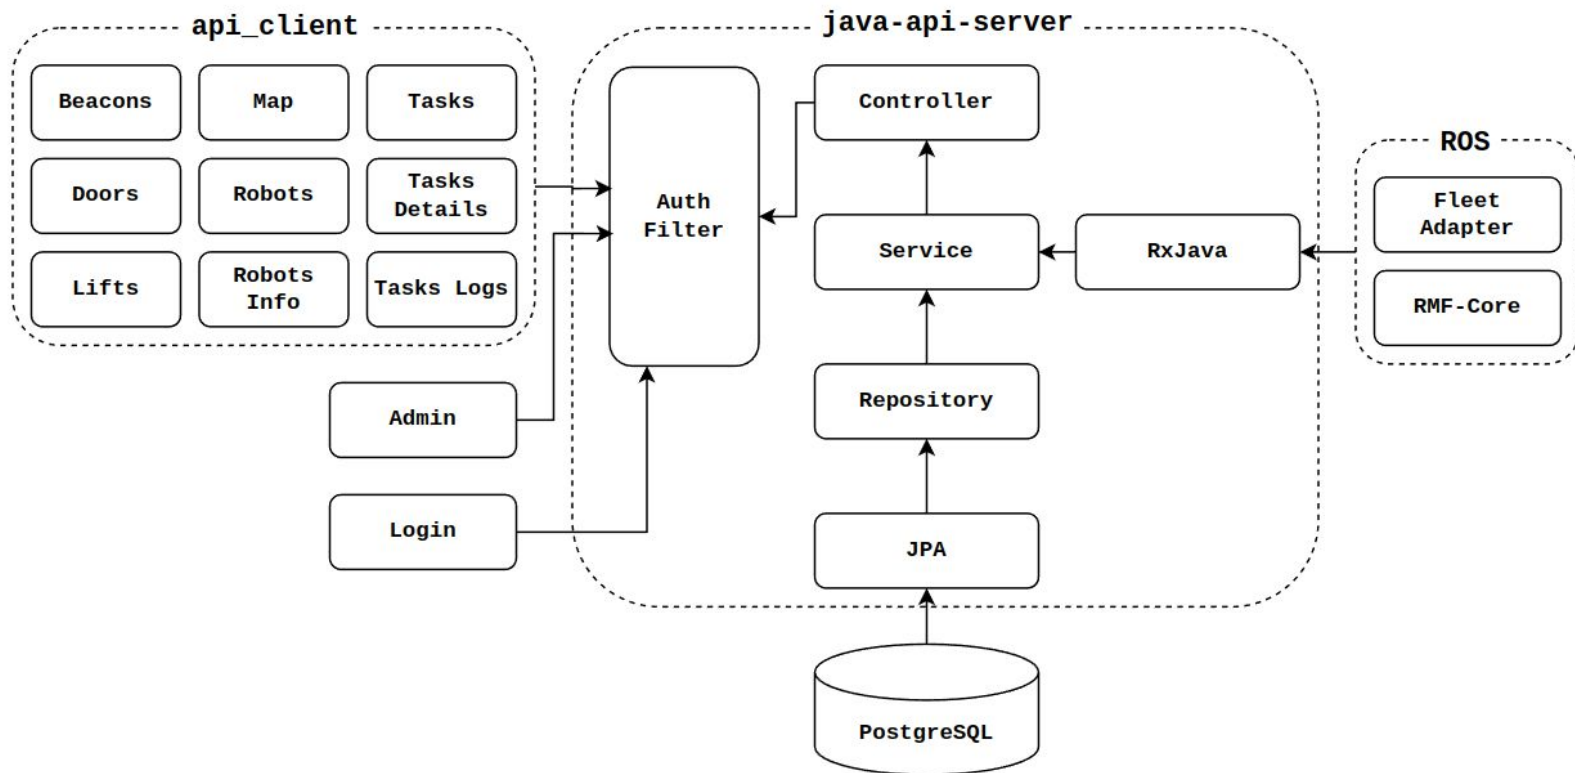 api_client
Beacons
Map
Tasks
Doors
Robots
Tasks
Details
Lifts
Robots
Info
Tasks Logs
Admin
Login
java-api-server
Auth
Filter
Controller
Service
RxJava
Repository
JPA
PostgreSQL
ROS
Fleet
Adapter
RMF-Core